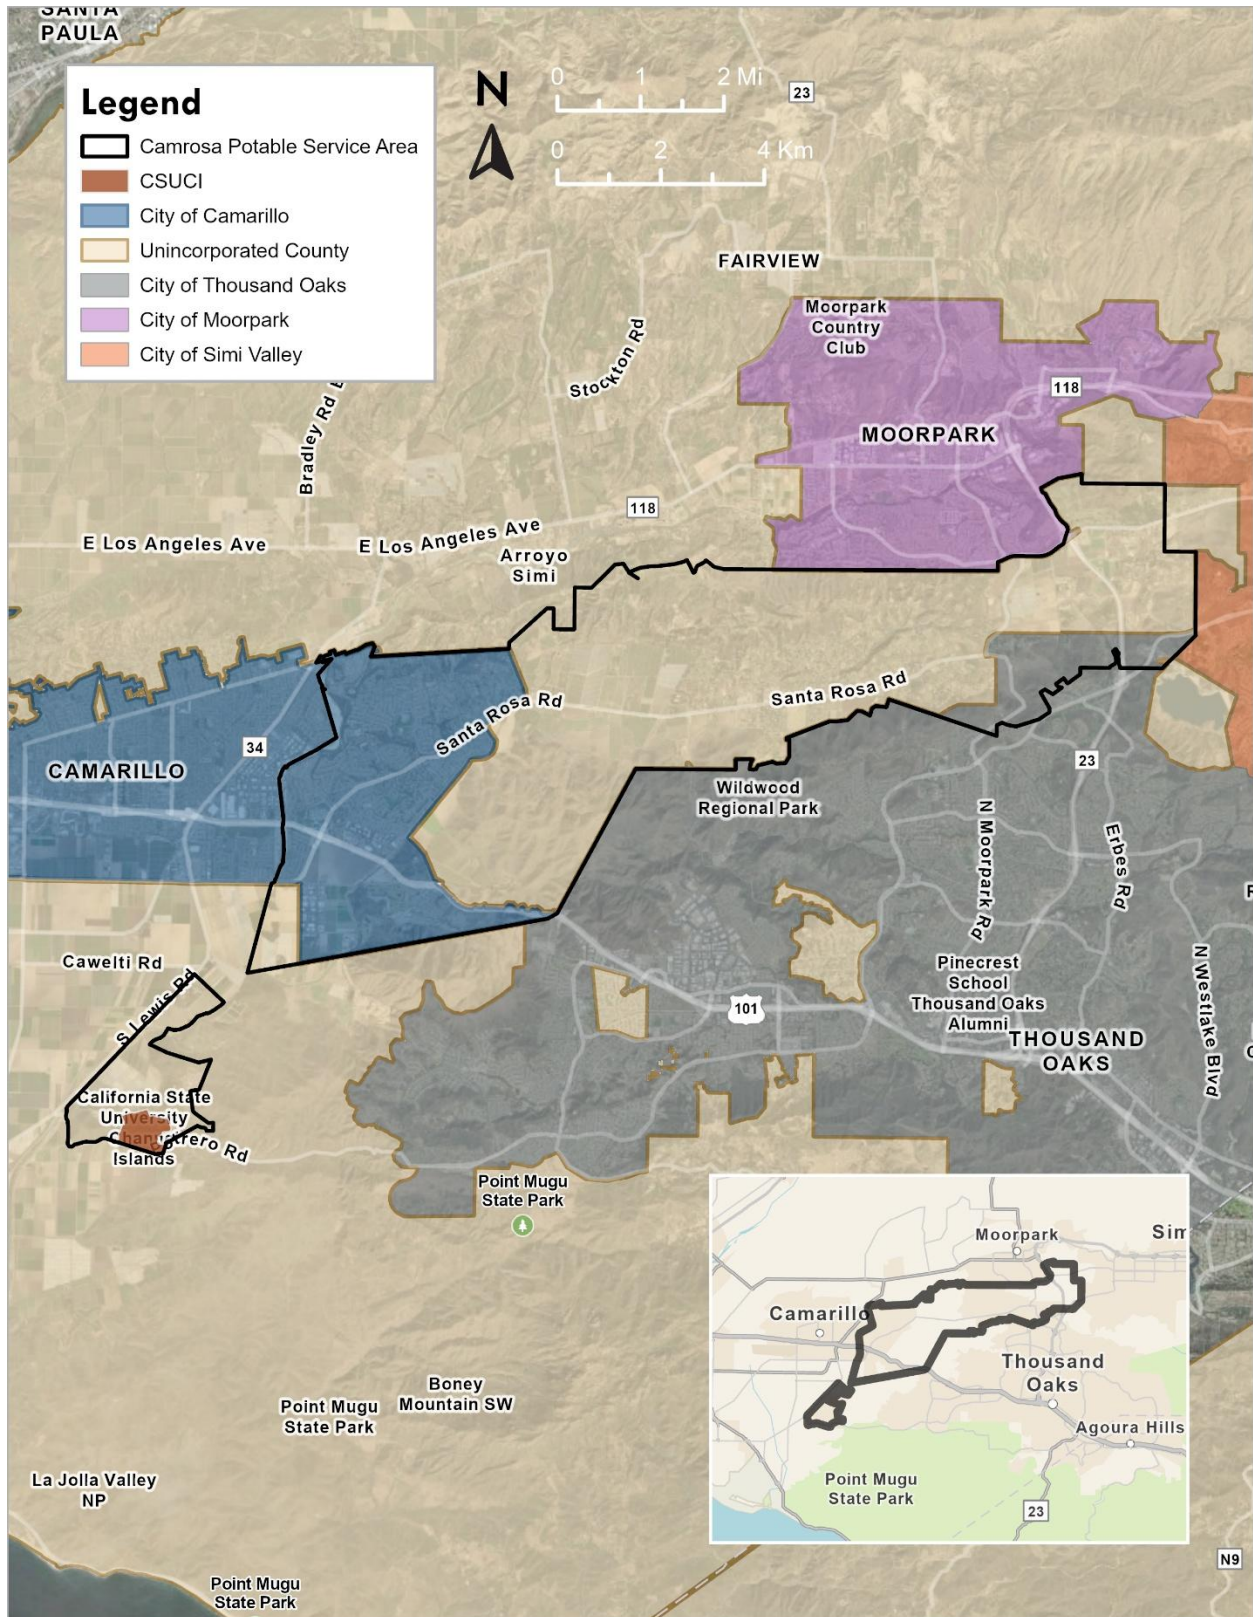 SANTA
PAULA
Legend
Camrosa Potable Service Area
CSUCI
City of Camarillo
Unincorporated County
City of Thousand Oaks
City of Moorpark
City of Simi Valley
N
0 1 2 Mi
0 2 4 Km
23
FAIRVIEW
Moorpark
Country
Club
Stockton Rd
118
MOORPARK
Bradley Rd
118
E Los Angeles Ave
E Los Angeles Ave
Arroyo
Simi
Santa Rosa Rd
Santa Rosa Rd
34
CAMARILLO
23
Wildwood
Regional Park
N Moorpark Rd
Erbes Rd
Cawelti Rd
S Lewis Rd
Pinecrest
School
Thousand Oaks
Alumni
N Westlake Blvd
101
THOUSAND
OAKS
California State
University
Islands
Point Mugu
State Park
Boney
Mountain SW
Point Mugu
State Park
La Jolla Valley
NP
Point Mugu
State Park
Moorpark
Camarillo
Thousand
Oaks
Agoura Hills
Point Mugu
State Park
23
N9